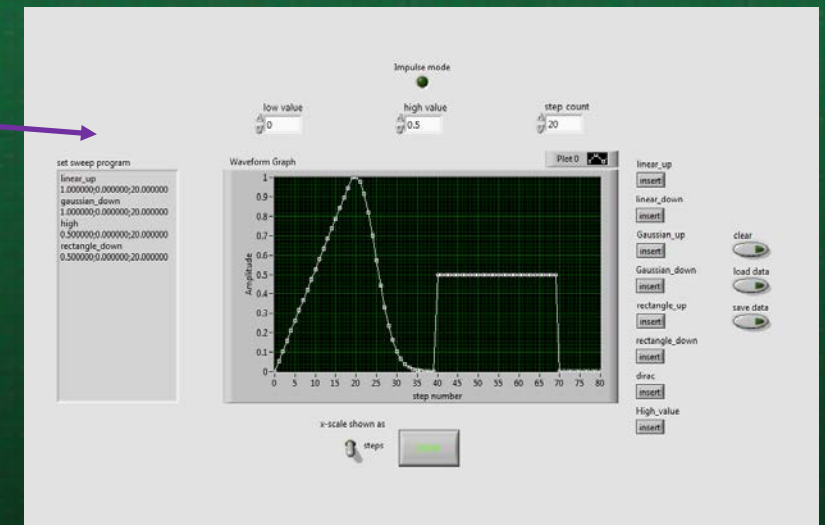 Impulse mode
low value
0
high value
0.5
step count
20
set sweep program
linear_up
1.000000;0.000000;20.000000
gaussian_down
1.000000;0.000000;20.000000
high
0.500000;0.000000;20.000000
rectangle_down
0.500000;0.000000;20.000000
Waveform Graph
Plot 0
Amplitude
1
0.9
0.8
0.7
0.6
0.5
0.4
0.3
0.2
0.1
0
0 5 10 15 20 25 30 35 40 45 50 55 60 65 70 75 80
step number
x-scale shown as
steps
linear_up
insert
linear_down
insert
Gaussian_up
insert
Gaussian_down
insert
rectangle_up
insert
rectangle_down
insert
dirac
insert
High_value
insert
clear
load data
save data